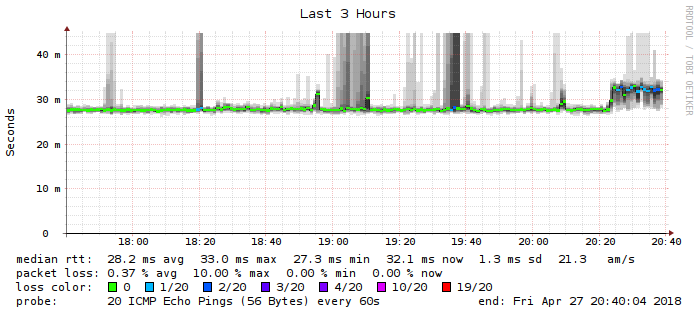 Last 3 Hours
RRDTOOL / TOBI OETIKER
Seconds
40 m
30 m
20 m
10 m
0
18:00 18:20 18:40 19:00 19:20 19:40 20:00 20:20 20:40
median rtt: 28.2 ms avg 33.0 ms max 27.3 ms min 32.1 ms now 1.3 ms sd 21.3 am/s
packet loss: 0.37 % avg 10.00 % max 0.00 % min 0.00 % now
loss color: 0 1/20 2/20 3/20 4/20 10/20 19/20
probe: 20 ICMP Echo Pings (56 Bytes) every 60s end: Fri Apr 27 20:40:04 2018